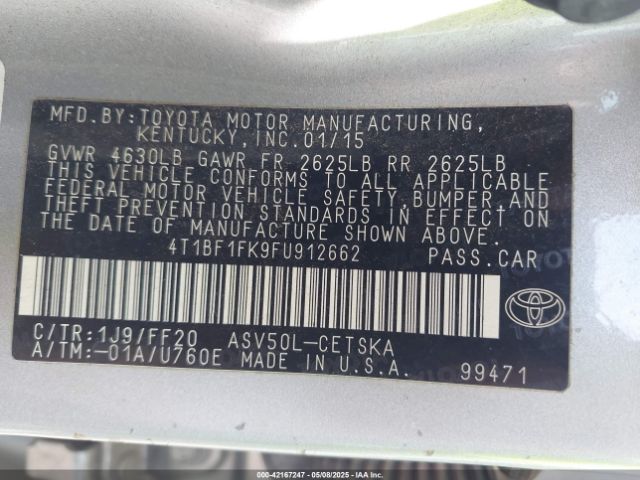 MFD.BY:TOYOTA MOTOR MANUFACTURING,
KENTUCKY,INC.01/15
GVWR 4630LB GAWR FR 2625LB RR 2625LB
THIS VEHICLE CONFORMS TO ALL APPLICABLE
FEDERAL MOTOR VEHICLE SAFETY,BUMPER,AND
THEFT PREVENTION STANDARDS IN EFFECT ON
THE DATE OF MANUFACTURE SHOWN ABOVE.
4T1BF1FK9FU912662 PASS.CAR
C/TR:1J9/FF20 ASV50L-CETSKA
A/TM:-01A/U760E MADE IN U.S.A.
99471
000-42167247 - 05/08/2025 - IAAI.COM